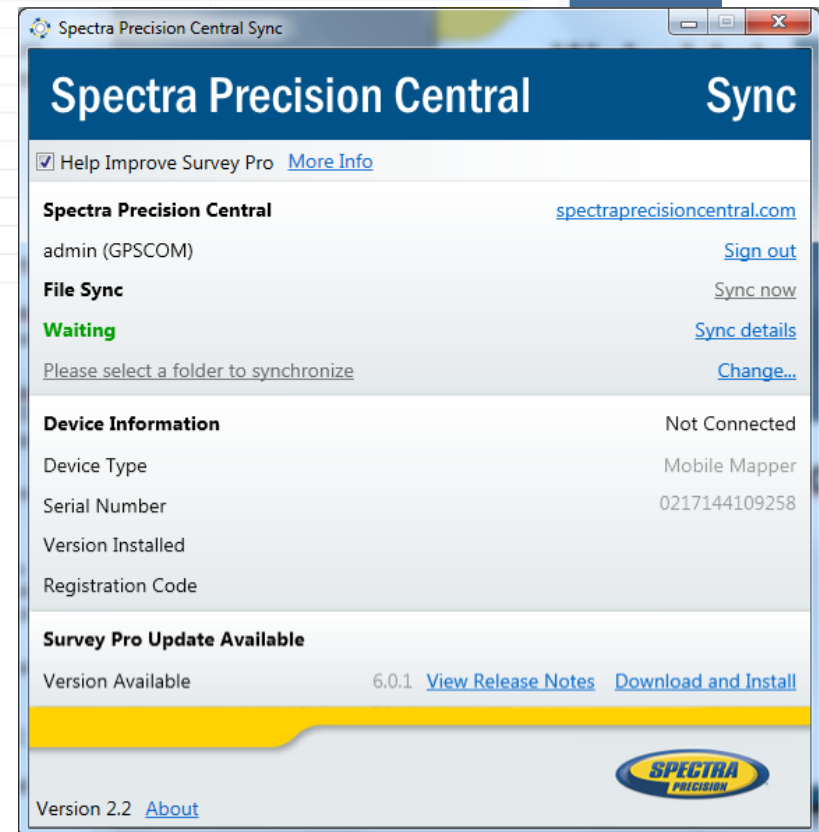 Spectra Precision Central Sync
Spectra Precision Central Sync
Help Improve Survey Pro More Info
Spectra Precision Central spectraprecisioncentral.com
admin (GPSCOM) Sign out
File Sync Sync now
Waiting Sync details
Please select a folder to synchronize Change...
Device Information Not Connected
Device Type Mobile Mapper
Serial Number 0217144109258
Version Installed
Registration Code
Survey Pro Update Available
Version Available 6.0.1 View Release Notes Download and Install
SPECTRA
PRECISION
Version 2.2 About